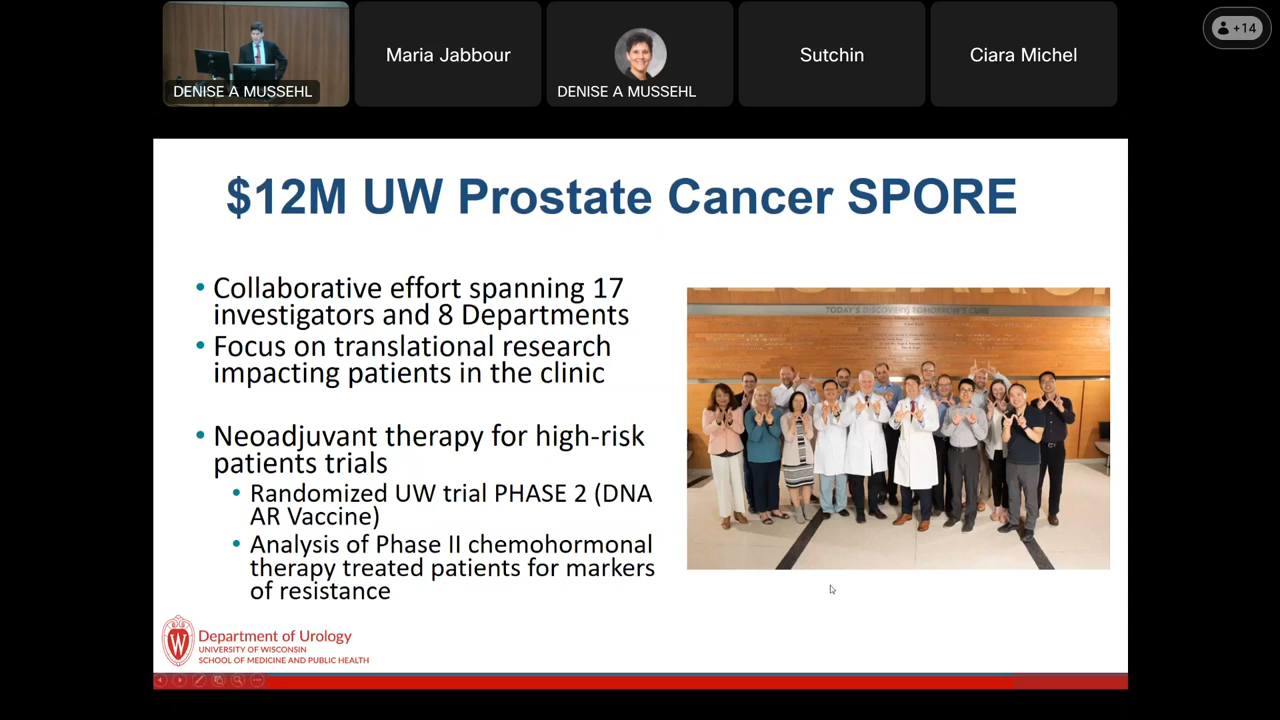 DENISE A MUSSEHL
Maria Jabbour
DENISE A MUSSEHL
Sutchin
Ciara Michel
+14
$12M UW Prostate Cancer SPORE
• Collaborative effort spanning 17
investigators and 8 Departments
• Focus on translational research
impacting patients in the clinic
• Neoadjuvant therapy for high-risk
patients trials
• Randomized UW trial PHASE 2 (DNA
AR Vaccine)
• Analysis of Phase II chemohormonal
therapy treated patients for markers
of resistance
TODAY'S DISCOVERY, TOMORROW'S CURE
W
Department of Urology
UNIVERSITY OF WISCONSIN
SCHOOL OF MEDICINE AND PUBLIC HEALTH